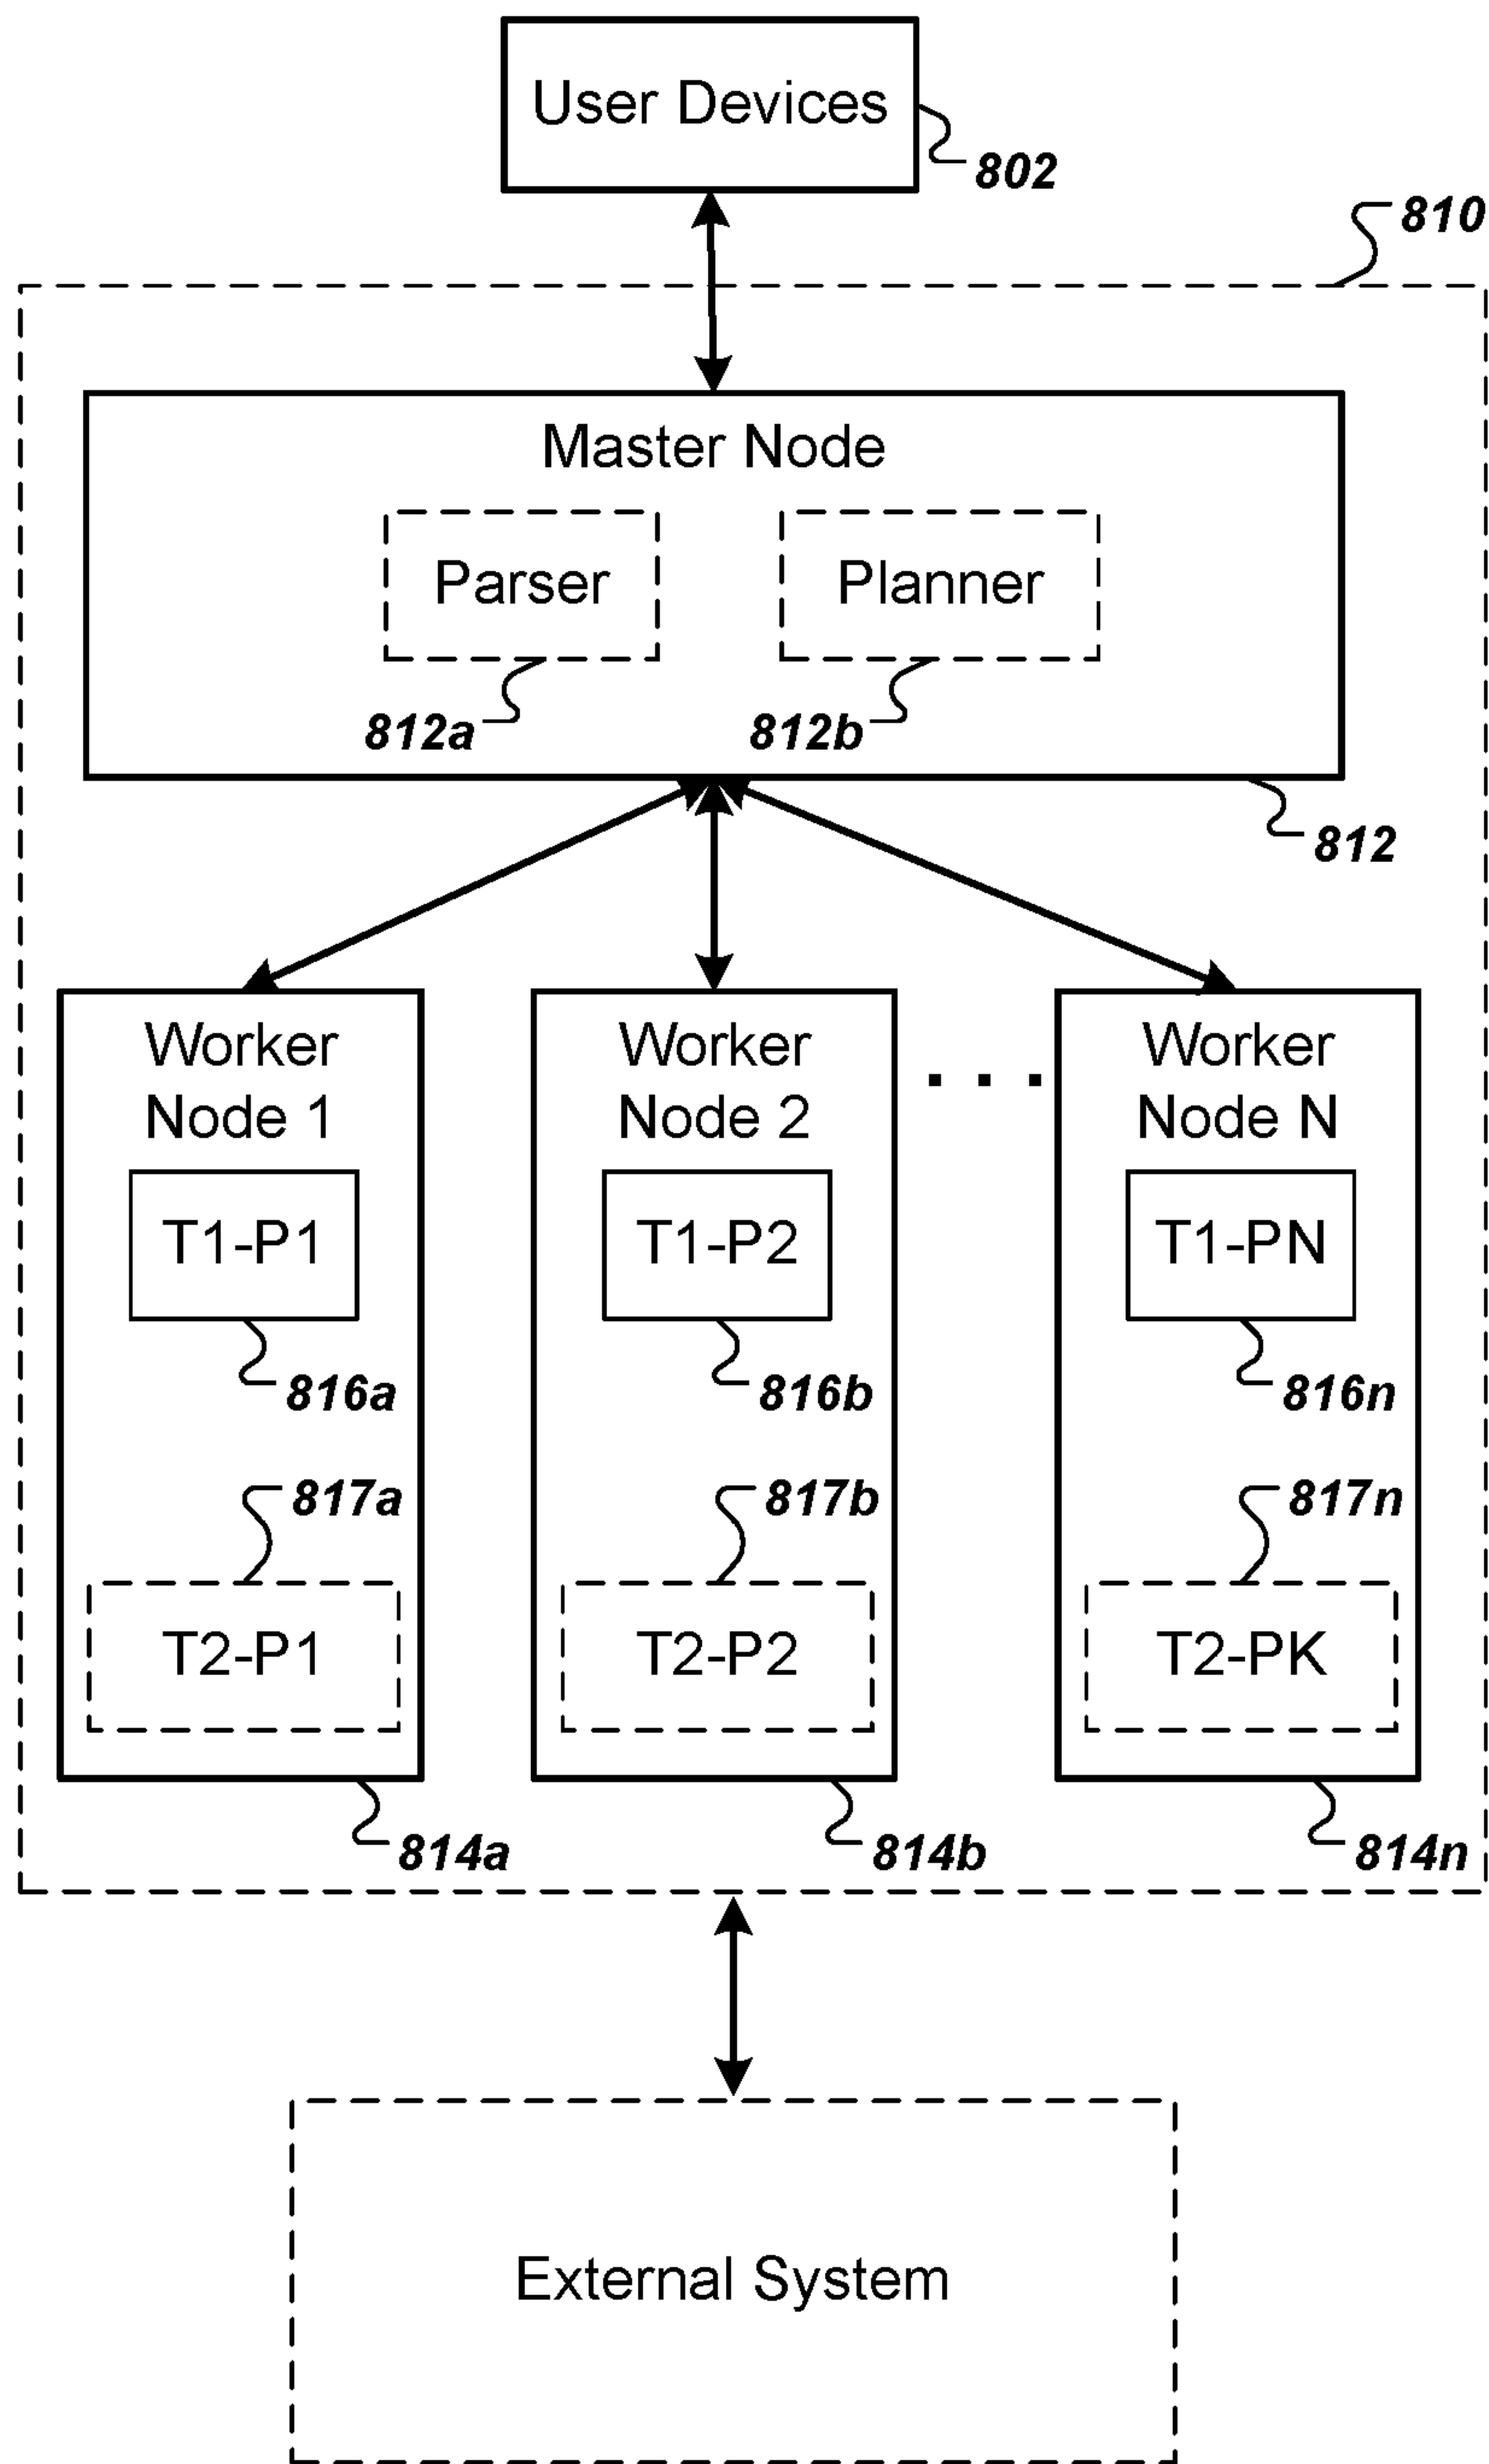 User Devices
802
810
Master Node
Parser
Planner
812a
812b
812
Worker
Node 1
Worker
Node 2
. . .
Worker
Node N
T1-P1
T1-P2
T1-PN
816a
816b
816n
817a
817b
817n
T2-P1
T2-P2
T2-PK
814a
814b
814n
External System